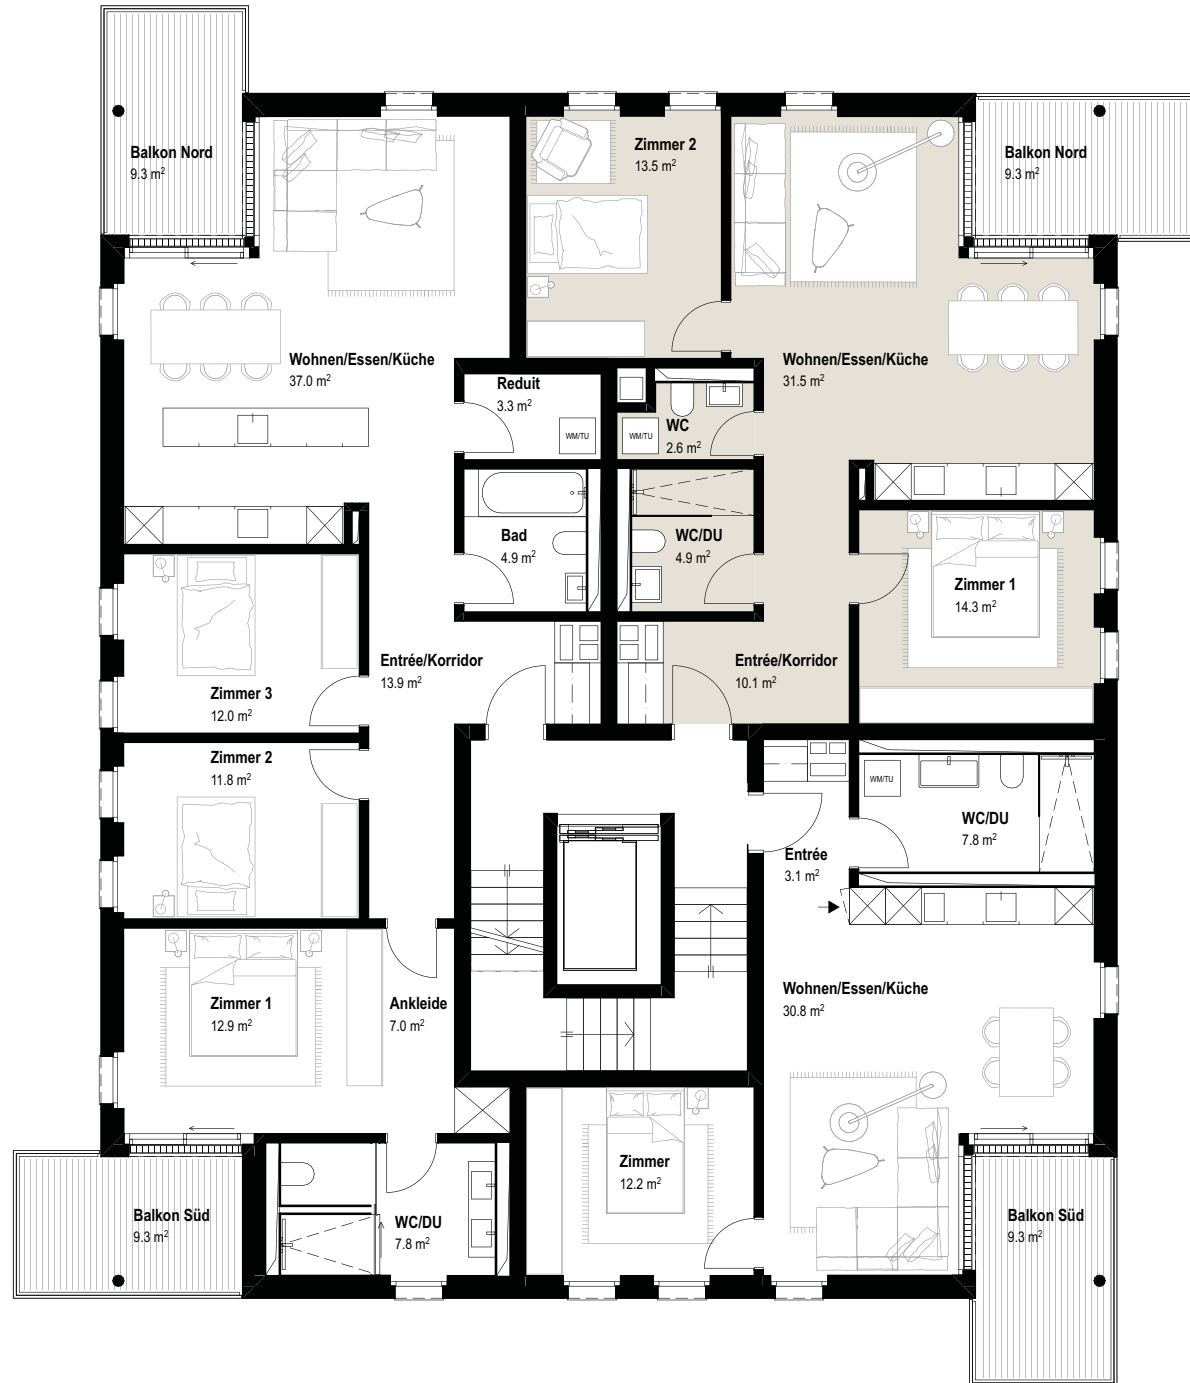 Balkon Nord
9.3 m²
Zimmer 2
13.5 m²
Balkon Nord
9.3 m²
Wohnen/Essen/Küche
37.0 m²
Wohnen/Essen/Küche
31.5 m²
Reduit
3.3 m²
WM/TU
WM/TU
WC
2.6 m²
Bad
4.9 m²
WC/DU
4.9 m²
Zimmer 1
14.3 m²
Entrée/Korridor
13.9 m²
Entrée/Korridor
10.1 m²
Zimmer 3
12.0 m²
Zimmer 2
11.8 m²
WM/TU
WC/DU
7.8 m²
Entrée
3.1 m²
Zimmer 1
12.9 m²
Ankleide
7.0 m²
Wohnen/Essen/Küche
30.8 m²
Zimmer
12.2 m²
Balkon Süd
9.3 m²
WC/DU
7.8 m²
Balkon Süd
9.3 m²